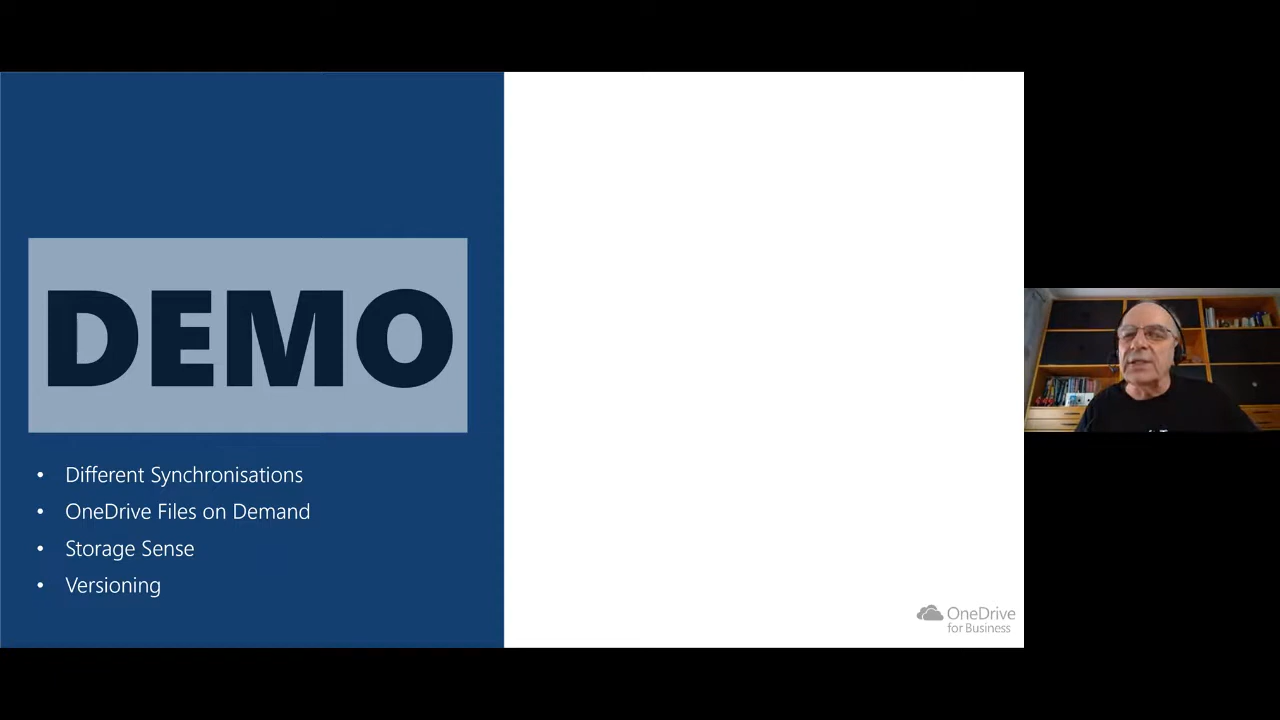 DEMO
• Different Synchronisations
• OneDrive Files on Demand
• Storage Sense
• Versioning
OneDrive
for Business